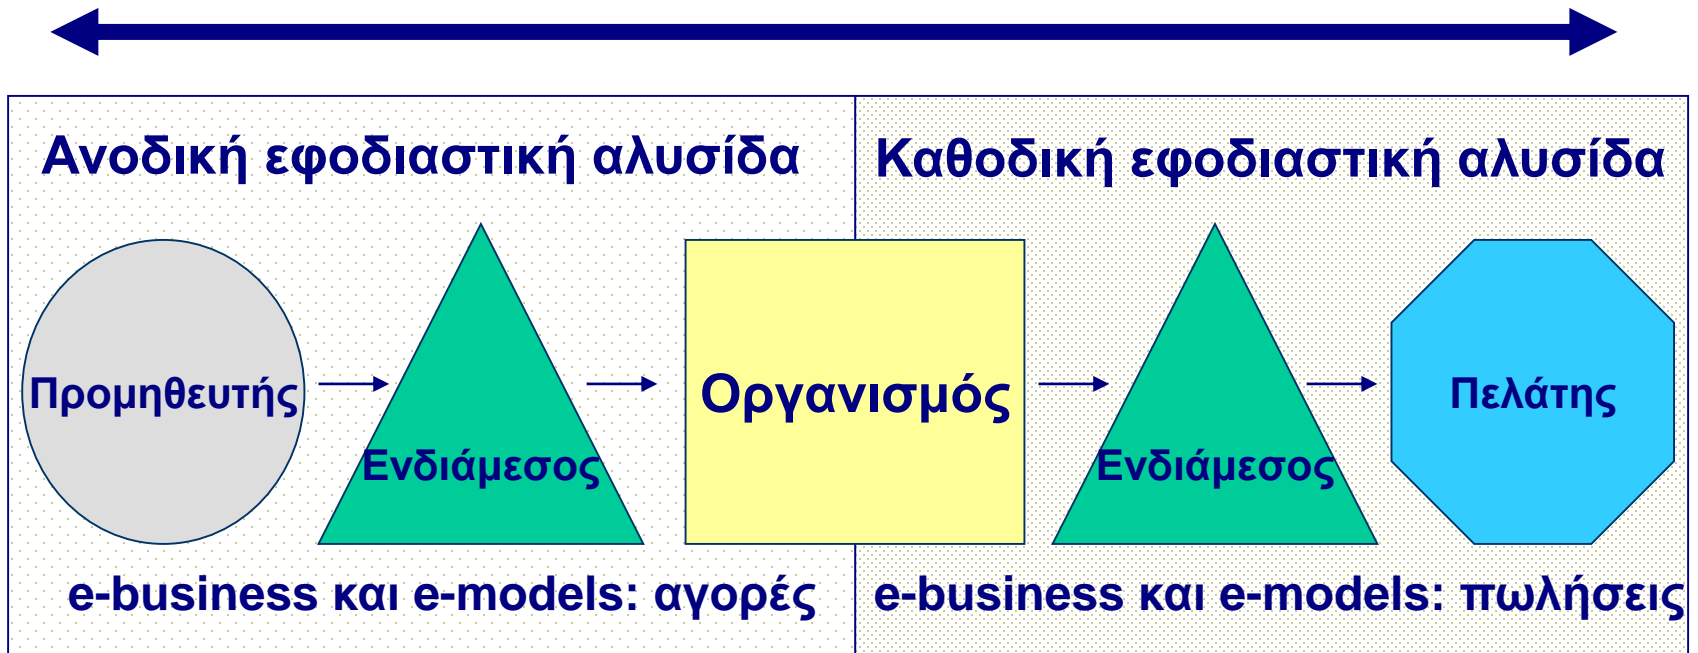 Ανοδική εφοδιαστική αλυσίδα
Καθοδική εφοδιαστική αλυσίδα
Προμηθευτής
Ενδιάμεσος
Οργανισμός
Ενδιάμεσος
Πελάτης
e-business και e-models: αγορές
e-business και e-models: πωλήσεις